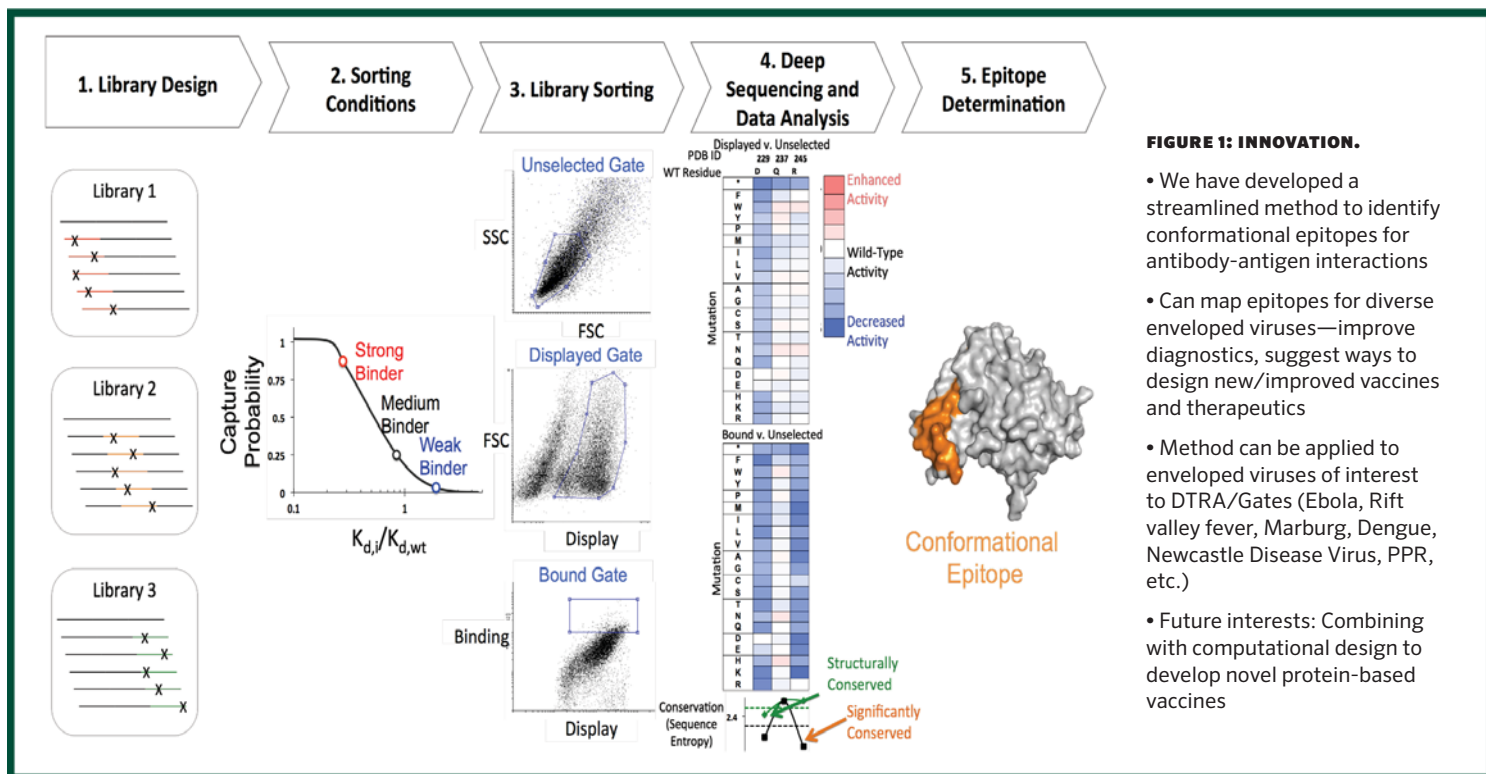 1. Library Design
2. Sorting
Conditions
3. Library Sorting
4. Deep
Sequencing and
Data Analysis
5. Epitope
Determination
Library 1
X
X
X
X
X
Library 2
X
X
X
X
X
Library 3
X
X
X
X
X
Capture
Probability
1
0.75
0.5
0.25
0
0.1
1
Kd,i/Kd,wt
Strong
Binder
Medium
Binder
Weak
Binder
Unselected Gate
SSC
FSC
Displayed Gate
FSC
Display
Bound Gate
Binding
Display
Displayed v. Unselected
PDB ID 229 237 245
WT Residue D Q R
Mutation
*
F
W
Y
P
M
I
L
V
A
G
C
S
T
N
Q
D
E
H
K
R
Enhanced
Activity
Wild-Type
Activity
Decreased
Activity
Bound v. Unselected
Mutation
*
F
W
Y
P
M
I
L
V
A
G
C
S
T
N
Q
D
E
H
K
R
Structurally
Conserved
Conservation
(Sequence
Entropy)
2.4
Significantly
Conserved
Conformational
Epitope
FIGURE 1: INNOVATION.
• We have developed a
streamlined method to identify
conformational epitopes for
antibody-antigen interactions
• Can map epitopes for diverse
enveloped viruses—improve
diagnostics, suggest ways to
design new/improved vaccines
and therapeutics
• Method can be applied to
enveloped viruses of interest
to DTRA/Gates (Ebola, Rift
valley fever, Marburg, Dengue,
Newcastle Disease Virus, PPR,
etc.)
• Future interests: Combining
with computational design to
develop novel protein-based
vaccines